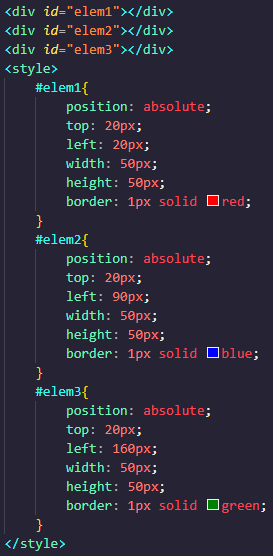 <div id="elem1"></div>
<div id="elem2"></div>
<div id="elem3"></div>
<style>
    #elem1{
        position: absolute;
        top: 20px;
        left: 20px;
        width: 50px;
        height: 50px;
        border: 1px solid red;
    }
    #elem2{
        position: absolute;
        top: 20px;
        left: 90px;
        width: 50px;
        height: 50px;
        border: 1px solid blue;
    }
    #elem3{
        position: absolute;
        top: 20px;
        left: 160px;
        width: 50px;
        height: 50px;
        border: 1px solid green;
    }
</style>